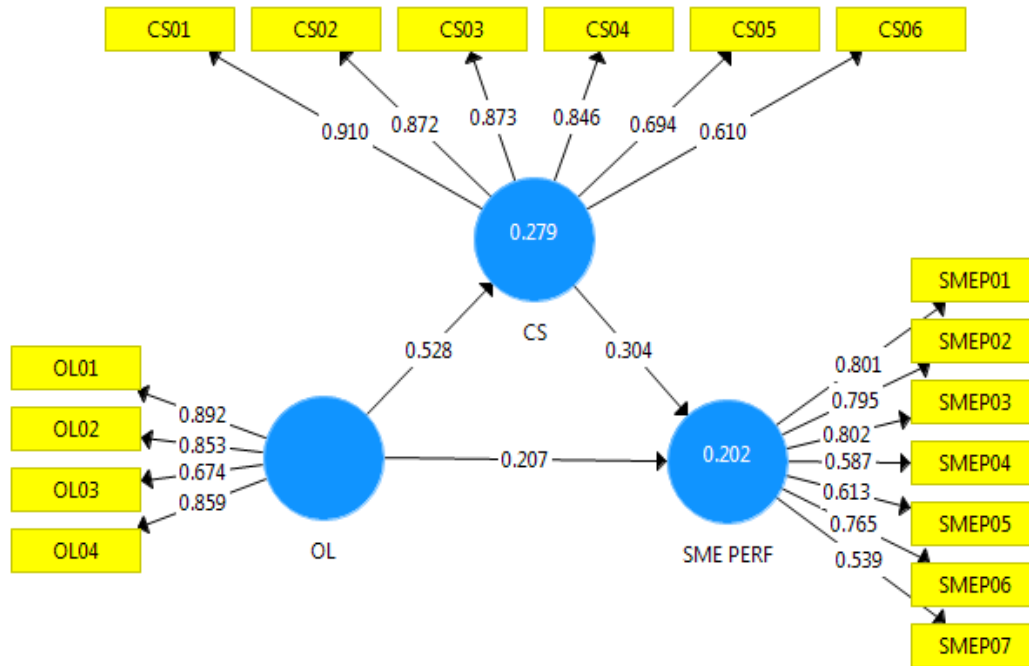 CS01 CS02 CS03 CS04 CS05 CS06
0.910 0.872 0.873 0.846 0.694 0.610
0.279
CS
0.528 0.304
OL01
OL02
OL03
OL04
0.892
0.853
0.674
0.859
OL
0.207
0.202
SME PERF
0.801
0.795
0.802
0.587
0.613
0.765
0.539
SMEP01
SMEP02
SMEP03
SMEP04
SMEP05
SMEP06
SMEP07